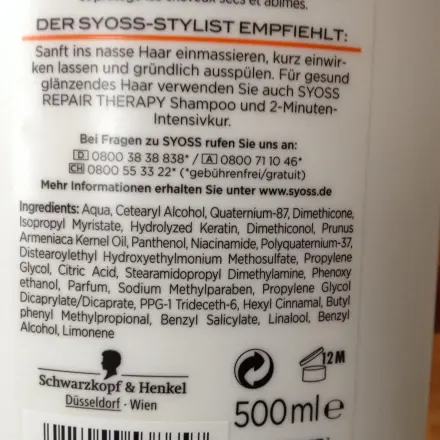 DER SYOSS-STYLIST EMPFIEHLT:
Sanft ins nasse Haar einmassieren, kurz einwir-
ken lassen und gründlich ausspülen. Für gesund
glänzendes Haar verwenden Sie auch SYOSS
REPAIR THERAPY Shampoo und 2-Minuten-
Intensivkur.
Bei Fragen zu SYOSS rufen Sie uns an:
D 0800 38 38 838* / A 0800 71 10 46*
CH 0800 55 33 22* (*gebührenfrei/gratuit)
Mehr Informationen erhalten Sie unter www.syoss.de
Ingredients: Aqua, Cetearyl Alcohol, Quaternium-87, Dimethicone,
Isopropyl Myristate, Hydrolyzed Keratin, Dimethiconol, Prunus
Armeniaca Kernel Oil, Panthenol, Niacinamide, Polyquaternium-37,
Distearoylethyl Hydroxyethylmonium Methosulfate, Propylene
Glycol, Citric Acid, Stearamidopropyl Dimethylamine, Phenoxy
ethanol, Parfum, Sodium Methylparaben, Propylene Glycol
Dicaprylate/Dicaprate, PPG-1 Trideceth-6, Hexyl Cinnamal, Butyl
phenyl Methylpropional, Benzyl Salicylate, Linalool, Benzyl
Alcohol, Limonene
12M
Schwarzkopf & Henkel
Düsseldorf · Wien
500ml e